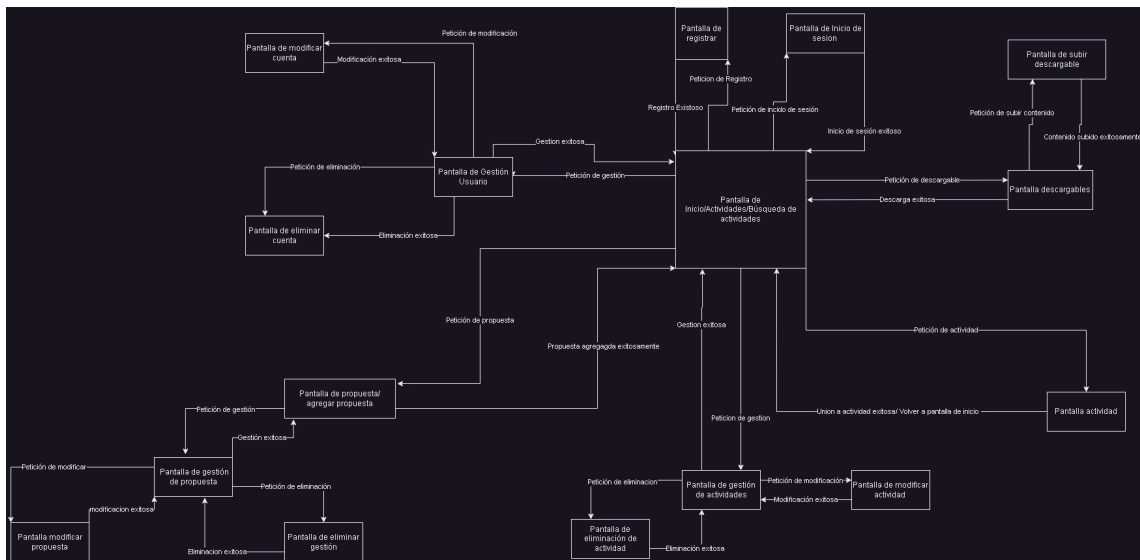 Pantalla de
registrar
Pantalla de Inicio de
sesion
Petición de modificación
Pantalla de modificar
cuenta
Modificación exitosa
Pantalla de subir
descargable
Peticion de Registro
Registro Existoso
Petición de incido de sesión
Petición de subir contenido
Inicio de sesión exitoso
Contenido subido exitosamente
Gestion exitosa
Petición de eliminación
Pantalla de Gestión
Usuario
Petición de gestión
Petición de descargable
Pantalla descargables
Descarga exitosa
Pantalla de
Inicio/Actividades/Búsqueda de
actividades
Pantalla de eliminar
cuenta
Eliminación exitosa
Petición de propuesta
Gestion exitosa
Petición de actividad
Propuesta agregagda exitosamente
Pantalla de propuesta/
agregar propuesta
Petición de gestión
Peticion de gestion
Union a actividad exitosa/ Volver a pantalla de inicio
Pantalla actividad
Gestión exitosa
Petición de modificar
Pantalla de gestión
de propuesta
Petición de eliminación
Petición de eliminacion
Pantalla de gestión
de actividades
Petición de modificación
Modificación exitosa
Pantalla de modificar
actividad
modificacion exitosa
Pantalla modificar
propuesta
Eliminacion exitosa
Pantalla de eliminar
gestión
Pantalla de
eliminación de
actividad
Eliminación exitosa